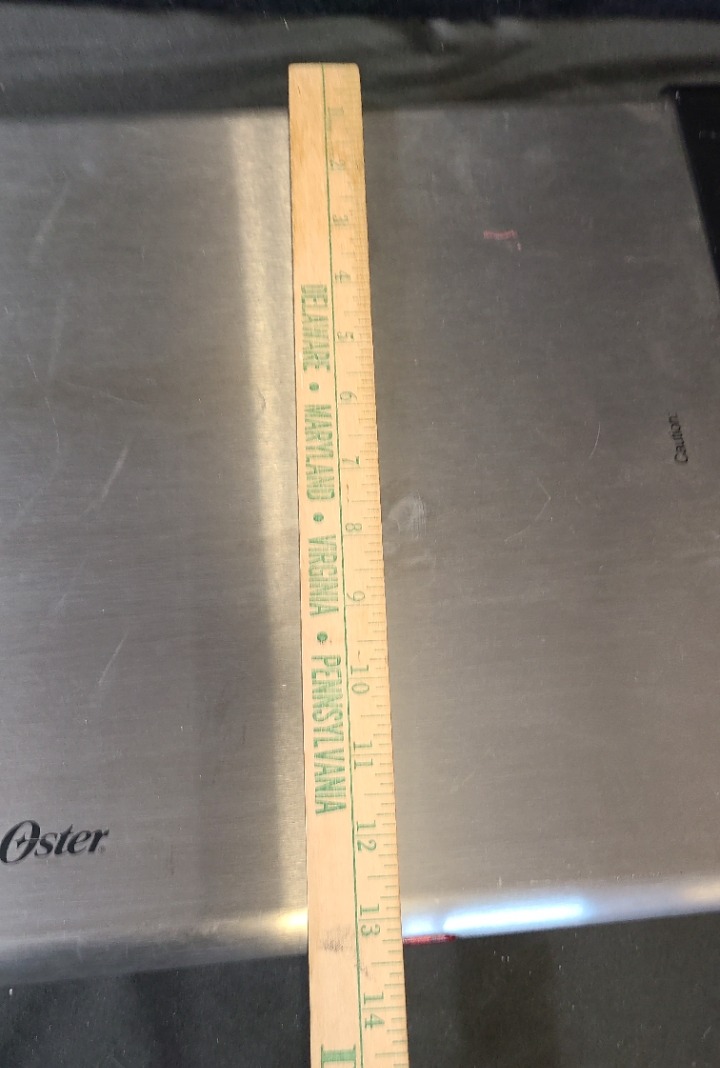 1 2 3 4 5 6 7 8 9 10 11 12 13 14
DELAWARE • MARYLAND • VIRGINIA • PENNSYLVANIA
Caution:
Oster